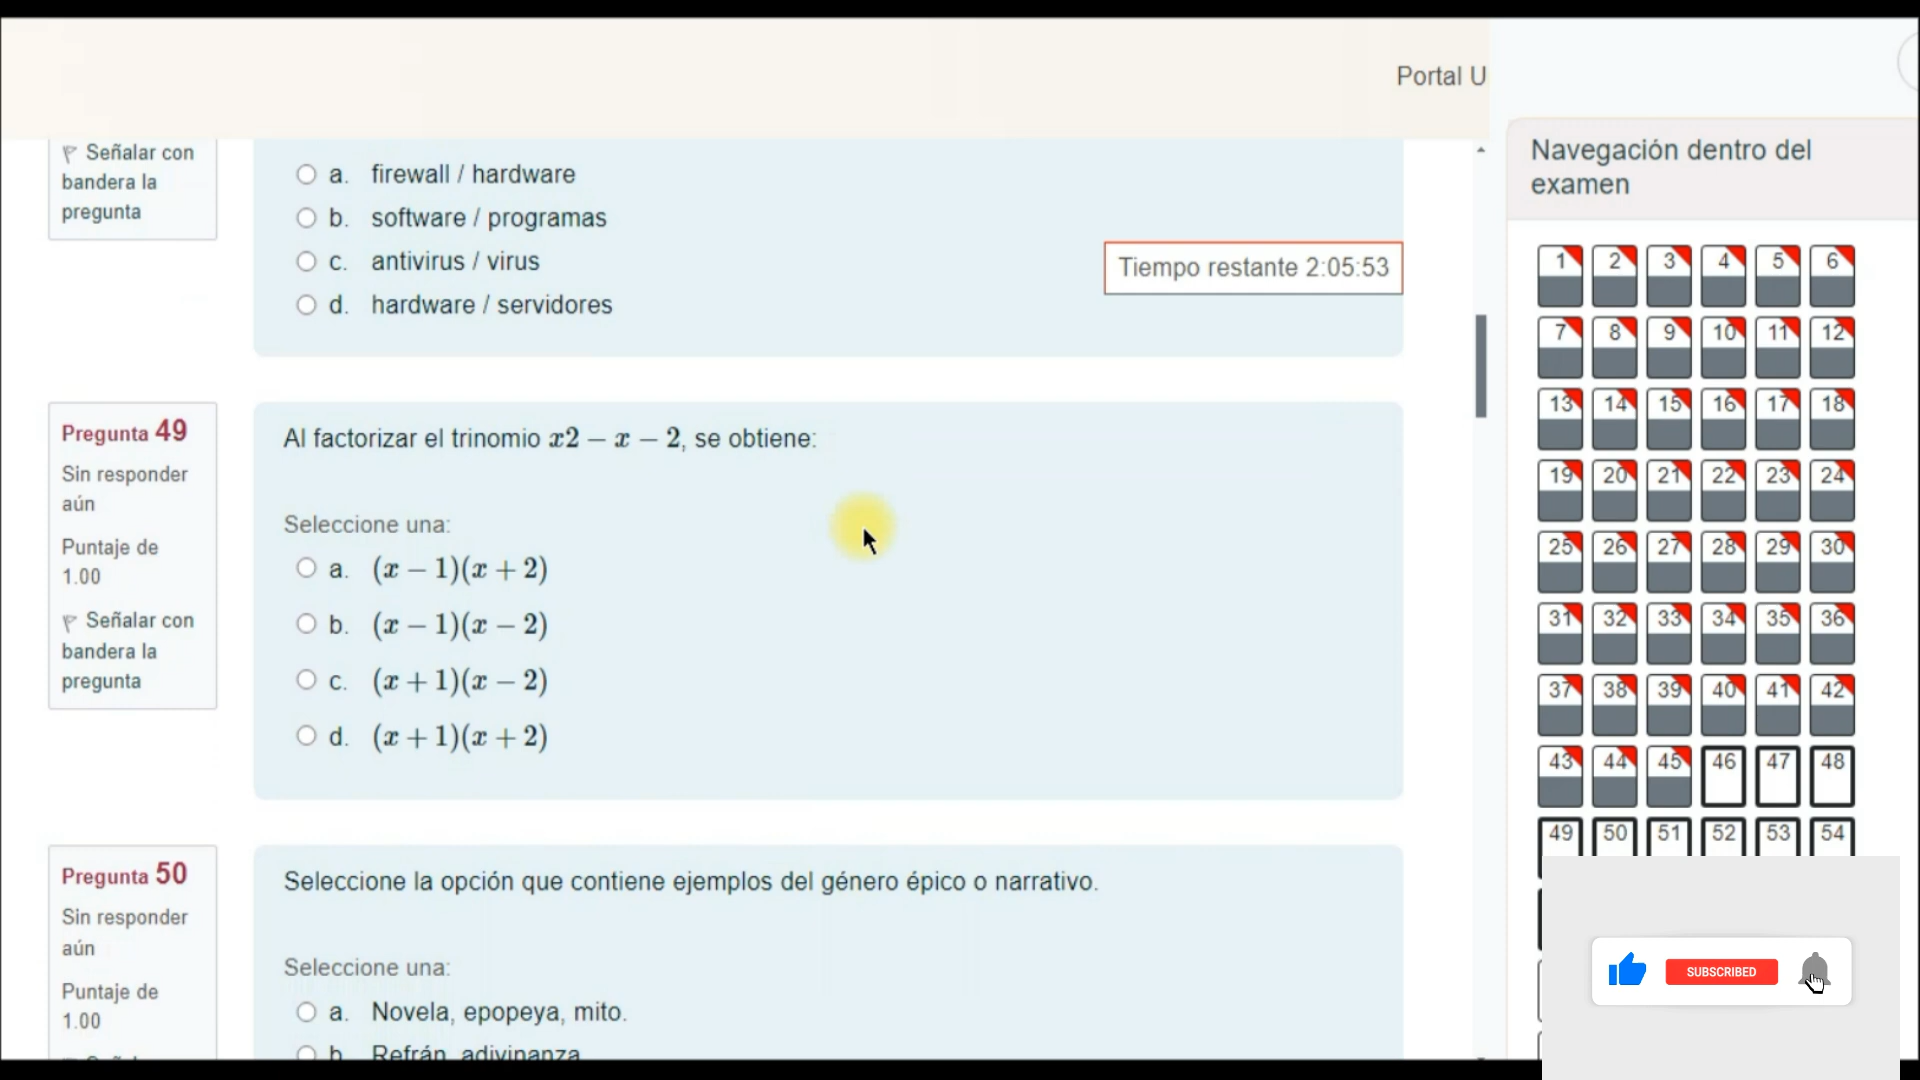 Portal U
Señalar con
bandera la
pregunta
a. firewall / hardware
b. software / programas
c. antivirus / virus
d. hardware / servidores
Tiempo restante 2:05:53
Pregunta 49
Sin responder
aún
Puntaje de
1.00
Señalar con
bandera la
pregunta
Al factorizar el trinomio x2 − x − 2, se obtiene:
Seleccione una:
a. (x − 1)(x + 2)
b. (x − 1)(x − 2)
c. (x + 1)(x − 2)
d. (x + 1)(x + 2)
Pregunta 50
Sin responder
aún
Puntaje de
1.00
Seleccione la opción que contiene ejemplos del género épico o narrativo.
Seleccione una:
a. Novela, epopeya, mito.
b. Refrán, adivinanza
Navegación dentro del
examen
1 2 3 4 5 6
7 8 9 10 11 12
13 14 15 16 17 18
19 20 21 22 23 24
25 26 27 28 29 30
31 32 33 34 35 36
37 38 39 40 41 42
43 44 45 46 47 48
49 50 51 52 53 54
SUBSCRIBED